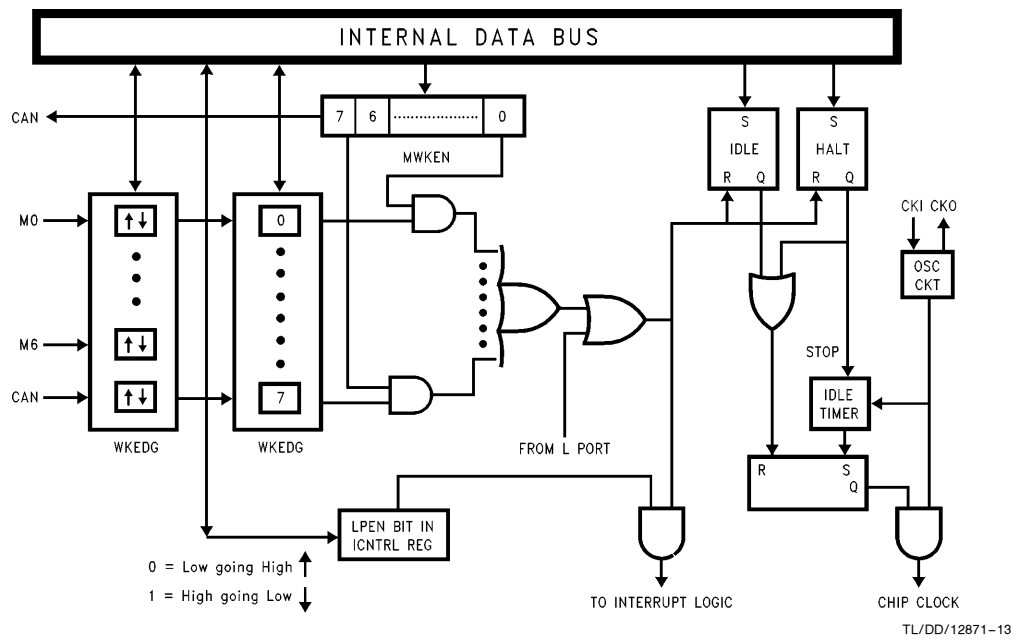 INTERNAL DATA BUS
CAN
7 6 0
MWKEN
S
IDLE
R Q
S
HALT
R Q
CKI CKO
OSC
CKT
M0
M6
CAN
0
7
WKEDG
WKEDG
FROM L PORT
STOP
IDLE
TIMER
R S
Q
LPEN BIT IN
ICNTRL REG
0 = Low going High
1 = High going Low
TO INTERRUPT LOGIC
CHIP CLOCK
TL/DD/12871–13